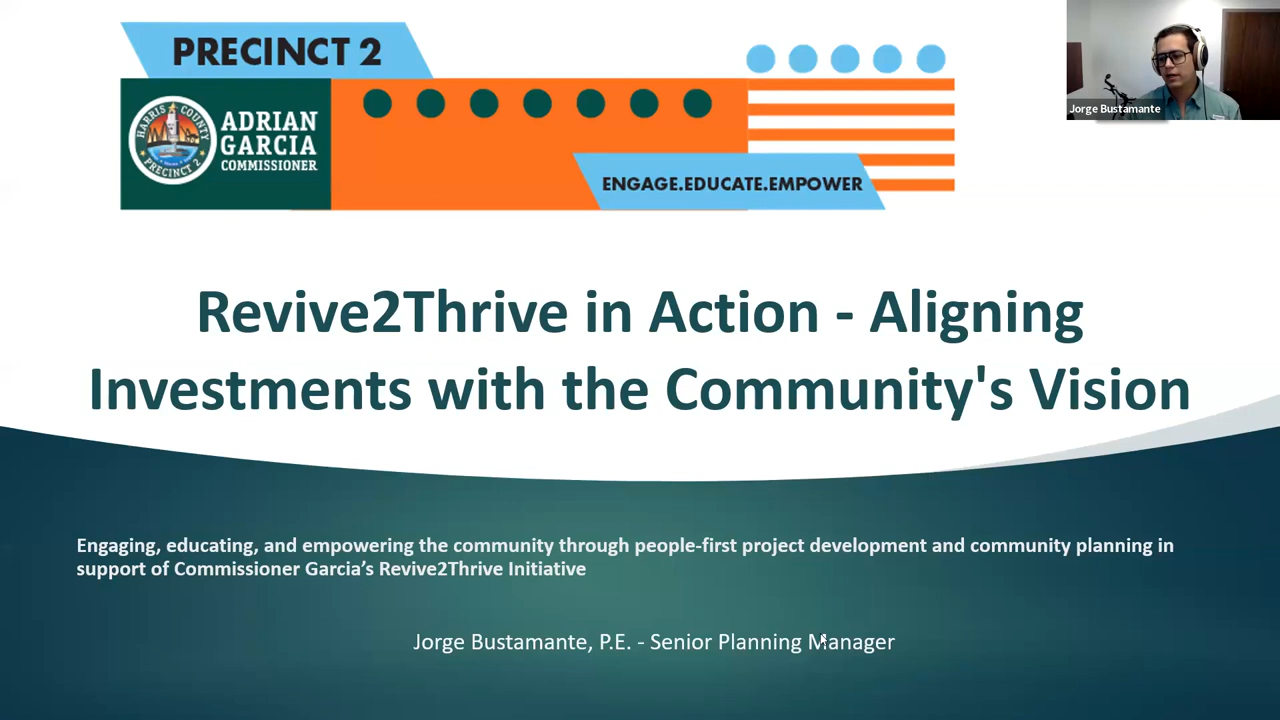 PRECINCT 2
HARRIS COUNTY
PRECINCT 2
ADRIAN
GARCIA
COMMISSIONER
ENGAGE.EDUCATE.EMPOWER
Jorge Bustamante
Revive2Thrive in Action - Aligning
Investments with the Community's Vision
Engaging, educating, and empowering the community through people-first project development and community planning in
support of Commissioner Garcia’s Revive2Thrive Initiative
Jorge Bustamante, P.E. - Senior Planning Manager